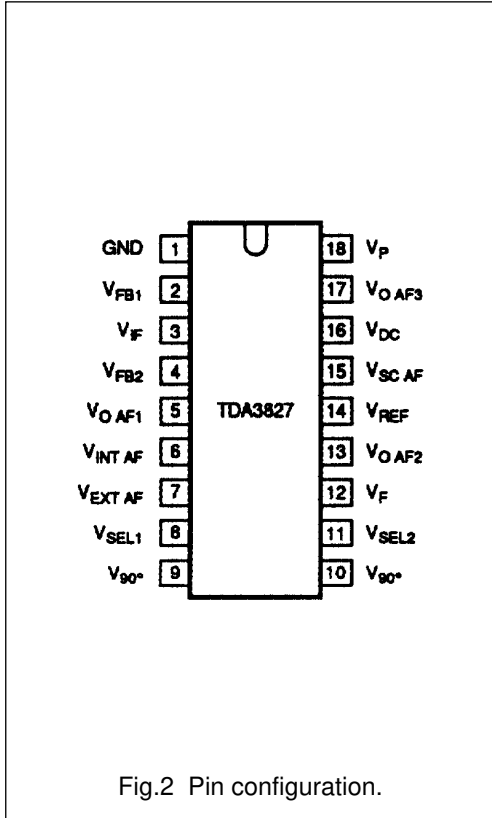 GND 1
VFB1 2
VIF 3
VFB2 4
VO AF1 5
VINT AF 6
VEXT AF 7
VSEL1 8
V90° 9
TDA3827
18 VP
17 VO AF3
16 VDC
15 VSC AF
14 VREF
13 VO AF2
12 VF
11 VSEL2
10 V90°
Fig.2 Pin configuration.